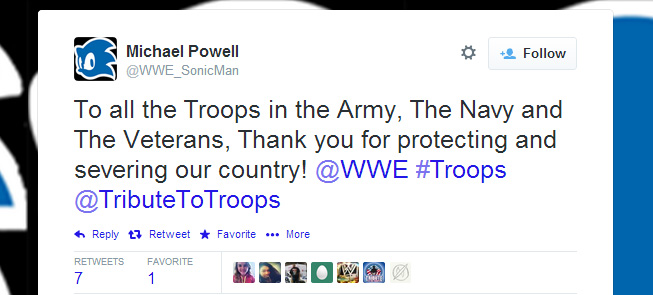 Michael Powell
@WWE_SonicMan
Follow
To all the Troops in the Army, The Navy and
The Veterans, Thank you for protecting and
severing our country! @WWE #Troops
@TributeToTroops
Reply Retweet Favorite More
RETWEETS FAVORITE
7 1